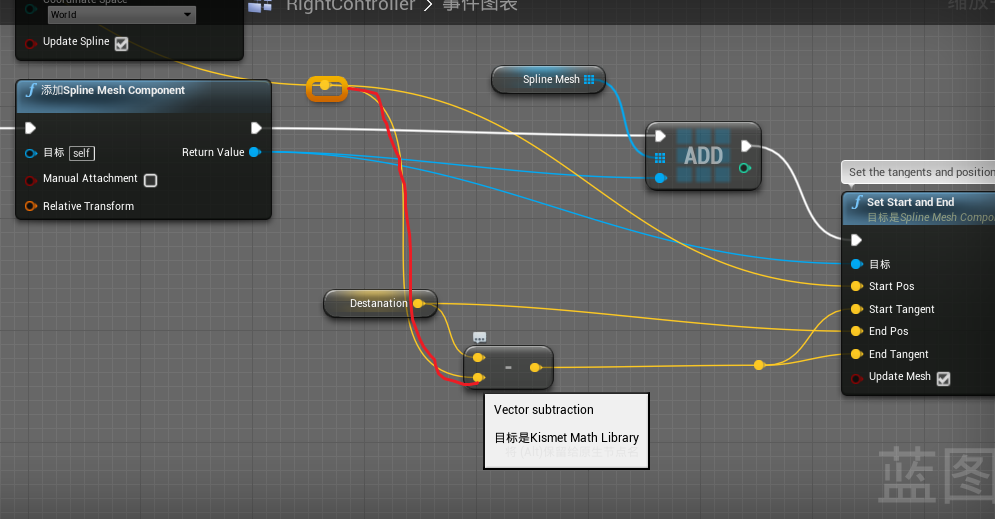 RightController > 事件图表
缩放
Coordinate Space
World
Update Spline
f 添加Spline Mesh Component
目标 self
Return Value
Manual Attachment
Relative Transform
Spline Mesh
ADD
Set the tangents and position
f Set Start and End
目标是Spline Mesh Compo
目标
Start Pos
Start Tangent
End Pos
End Tangent
Update Mesh
Destanation
-
Vector subtraction
目标是Kismet Math Library
蓝图